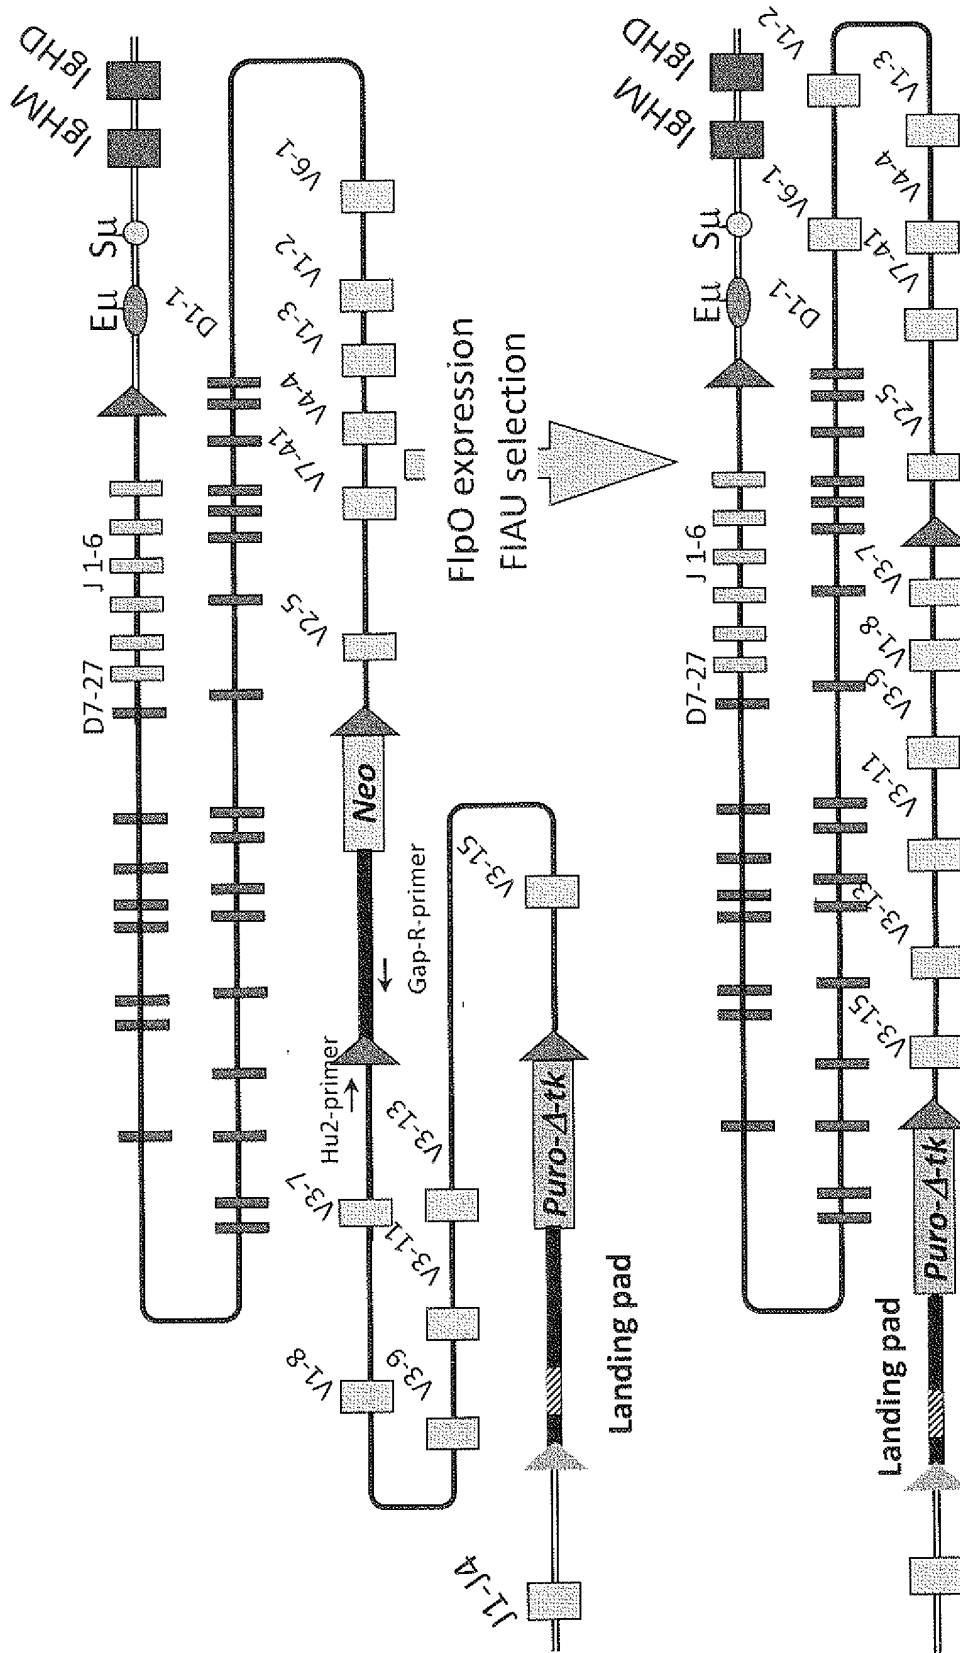 IgHD
IgHM
Sμ
Eμ
J 1-6
D7-27
D1-1
V6-1
V1-2
V1-3
V4-4
V7-41
V2-5
Neo
Gap-R-primer
Hu2-primer
V3-7
V1-8
V3-9
V3-11
V3-13
V3-15
Puro-Δ-tk
Landing pad
J1-J4
FlpO expression
FIAU selection
IgHD
IgHM
Sμ
Eμ
J 1-6
D7-27
D1-1
V6-1
V1-2
V1-3
V4-4
V7-41
V2-5
V3-7
V1-8
V3-9
V3-11
V3-13
V3-15
Puro-Δ-tk
Landing pad